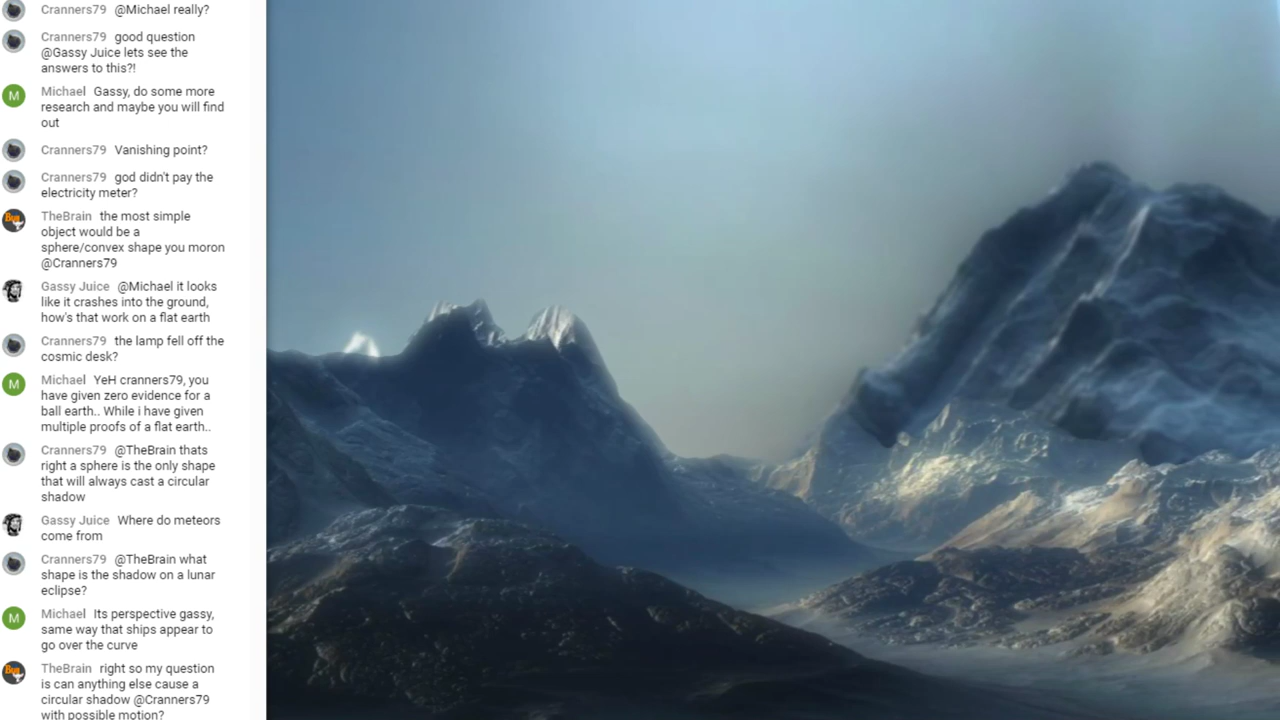 Cranners79 @Michael really?
Cranners79 good question
@Gassy Juice lets see the
answers to this?!
M
Michael Gassy, do some more
research and maybe you will find
out
Cranners79 Vanishing point?
Cranners79 god didn't pay the
electricity meter?
TheBrain the most simple
object would be a
sphere/convex shape you moron
@Cranners79
Gassy Juice @Michael it looks
like it crashes into the ground,
how's that work on a flat earth
Cranners79 the lamp fell off the
cosmic desk?
M
Michael YeH cranners79, you
have given zero evidence for a
ball earth.. While i have given
multiple proofs of a flat earth..
Cranners79 @TheBrain thats
right a sphere is the only shape
that will always cast a circular
shadow
Gassy Juice Where do meteors
come from
Cranners79 @TheBrain what
shape is the shadow on a lunar
eclipse?
M
Michael Its perspective gassy,
same way that ships appear to
go over the curve
TheBrain right so my question
is can anything else cause a
circular shadow @Cranners79
with possible motion?